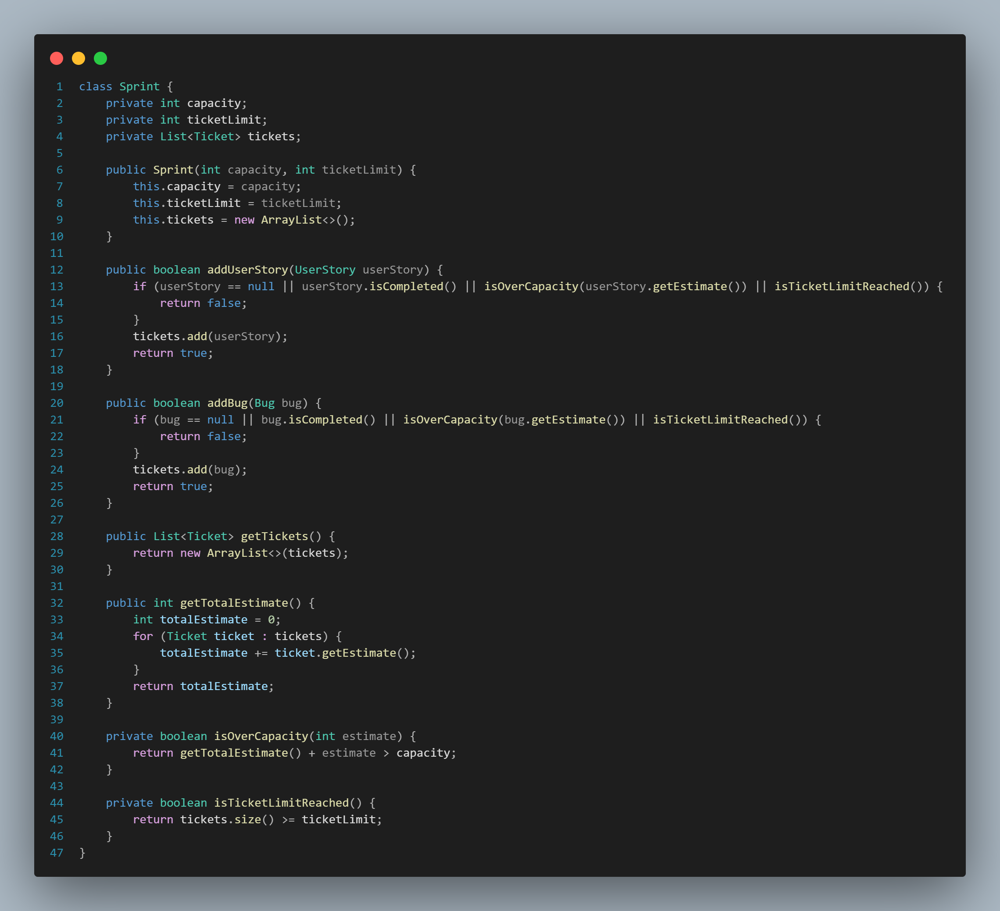 1 class Sprint {
2     private int capacity;
3     private int ticketLimit;
4     private List<Ticket> tickets;
5
6     public Sprint(int capacity, int ticketLimit) {
7         this.capacity = capacity;
8         this.ticketLimit = ticketLimit;
9         this.tickets = new ArrayList<>();
10     }
11
12     public boolean addUserStory(UserStory userStory) {
13         if (userStory == null || userStory.isCompleted() || isOverCapacity(userStory.getEstimate()) || isTicketLimitReached()) {
14             return false;
15         }
16         tickets.add(userStory);
17         return true;
18     }
19
20     public boolean addBug(Bug bug) {
21         if (bug == null || bug.isCompleted() || isOverCapacity(bug.getEstimate()) || isTicketLimitReached()) {
22             return false;
23         }
24         tickets.add(bug);
25         return true;
26     }
27
28     public List<Ticket> getTickets() {
29         return new ArrayList<>(tickets);
30     }
31
32     public int getTotalEstimate() {
33         int totalEstimate = 0;
34         for (Ticket ticket : tickets) {
35             totalEstimate += ticket.getEstimate();
36         }
37         return totalEstimate;
38     }
39
40     private boolean isOverCapacity(int estimate) {
41         return getTotalEstimate() + estimate > capacity;
42     }
43
44     private boolean isTicketLimitReached() {
45         return tickets.size() >= ticketLimit;
46     }
47 }